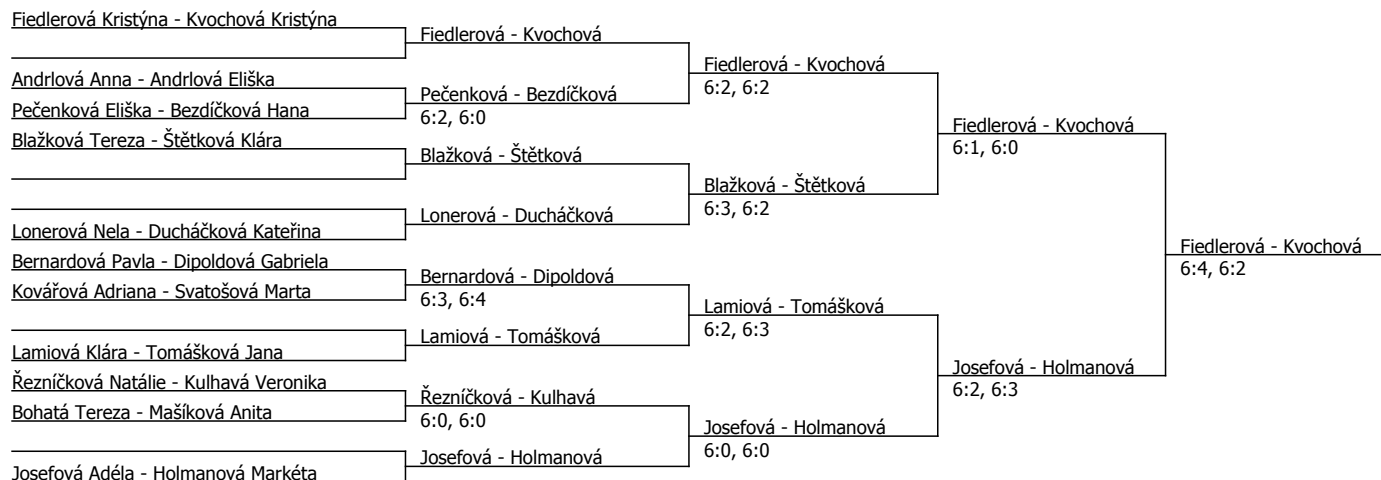 Fiedlerová Kristýna - Kvochová Kristýna
Andrlová Anna - Andrlová Eliška
Pečenková Eliška - Bezdíčková Hana
Blažková Tereza - Štětková Klára
Lonerová Nela - Ducháčková Kateřina
Bernardová Pavla - Dipoldová Gabriela
Kovářová Adriana - Svatošová Marta
Lamiová Klára - Tomášková Jana
Řezníčková Natálie - Kulhavá Veronika
Bohatá Tereza - Mašíková Anita
Josefová Adéla - Holmanová Markéta
Fiedlerová - Kvochová
Pečenková - Bezdíčková
6:2, 6:0
Blažková - Štětková
Lonerová - Ducháčková
Bernardová - Dipoldová
6:3, 6:4
Lamiová - Tomášková
Řezníčková - Kulhavá
6:0, 6:0
Josefová - Holmanová
Fiedlerová - Kvochová
6:2, 6:2
Blažková - Štětková
6:3, 6:2
Lamiová - Tomášková
6:2, 6:3
Josefová - Holmanová
6:0, 6:0
Fiedlerová - Kvochová
6:1, 6:0
Josefová - Holmanová
6:2, 6:3
Fiedlerová - Kvochová
6:4, 6:2